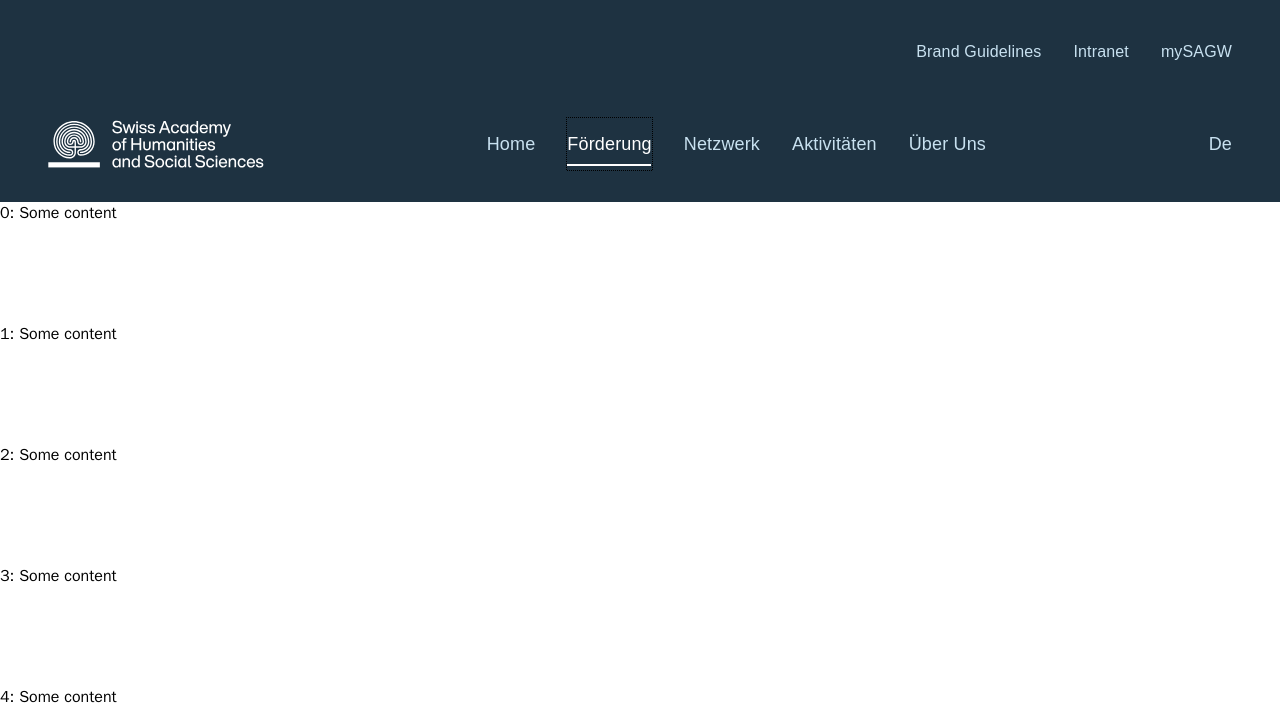 Brand Guidelines Intranet mySAGW
Swiss Academy
of Humanities
and Social Sciences
Home Förderung Netzwerk Aktivitäten Über Uns De
0: Some content
1: Some content
2: Some content
3: Some content
4: Some content